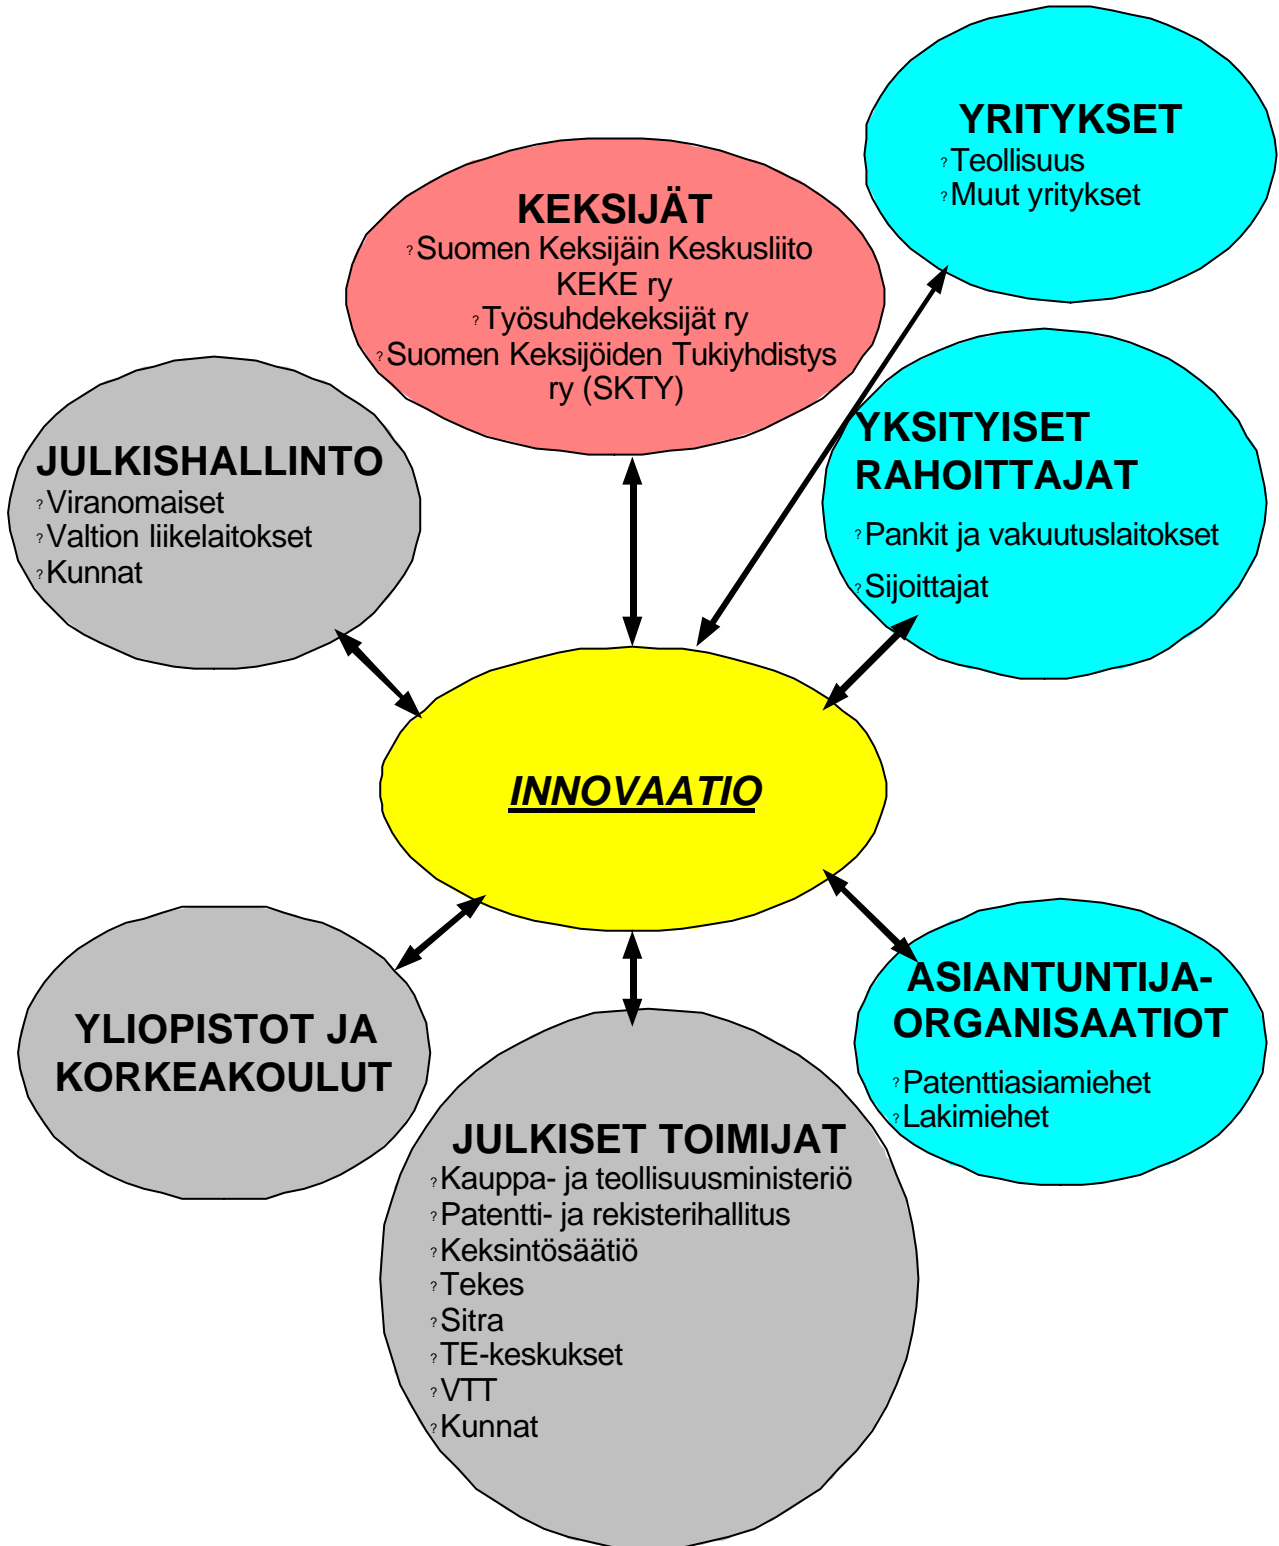 YRITYKSET
?Teollisuus
?Muut yritykset
KEKSIJÄT
?Suomen Keksijäin Keskusliito
KEKE ry
?Työsuhdekeksijät ry
?Suomen Keksijöiden Tukiyhdistys
ry (SKTY)
JULKISHALLINTO
?Viranomaiset
?Valtion liikelaitokset
?Kunnat
YKSITYISET
RAHOITTAJAT
?Pankit ja vakuutuslaitokset
?Sijoittajat
INNOVAATIO
YLIOPISTOT JA
KORKEAKOULUT
ASIANTUNTIJA-
ORGANISAATIOT
?Patenttiasiamiehet
?Lakimiehet
JULKISET TOIMIJAT
?Kauppa- ja teollisuusministeriö
?Patentti- ja rekisterihallitus
?Keksintösäätiö
?Tekes
?Sitra
?TE-keskukset
?VTT
?Kunnat